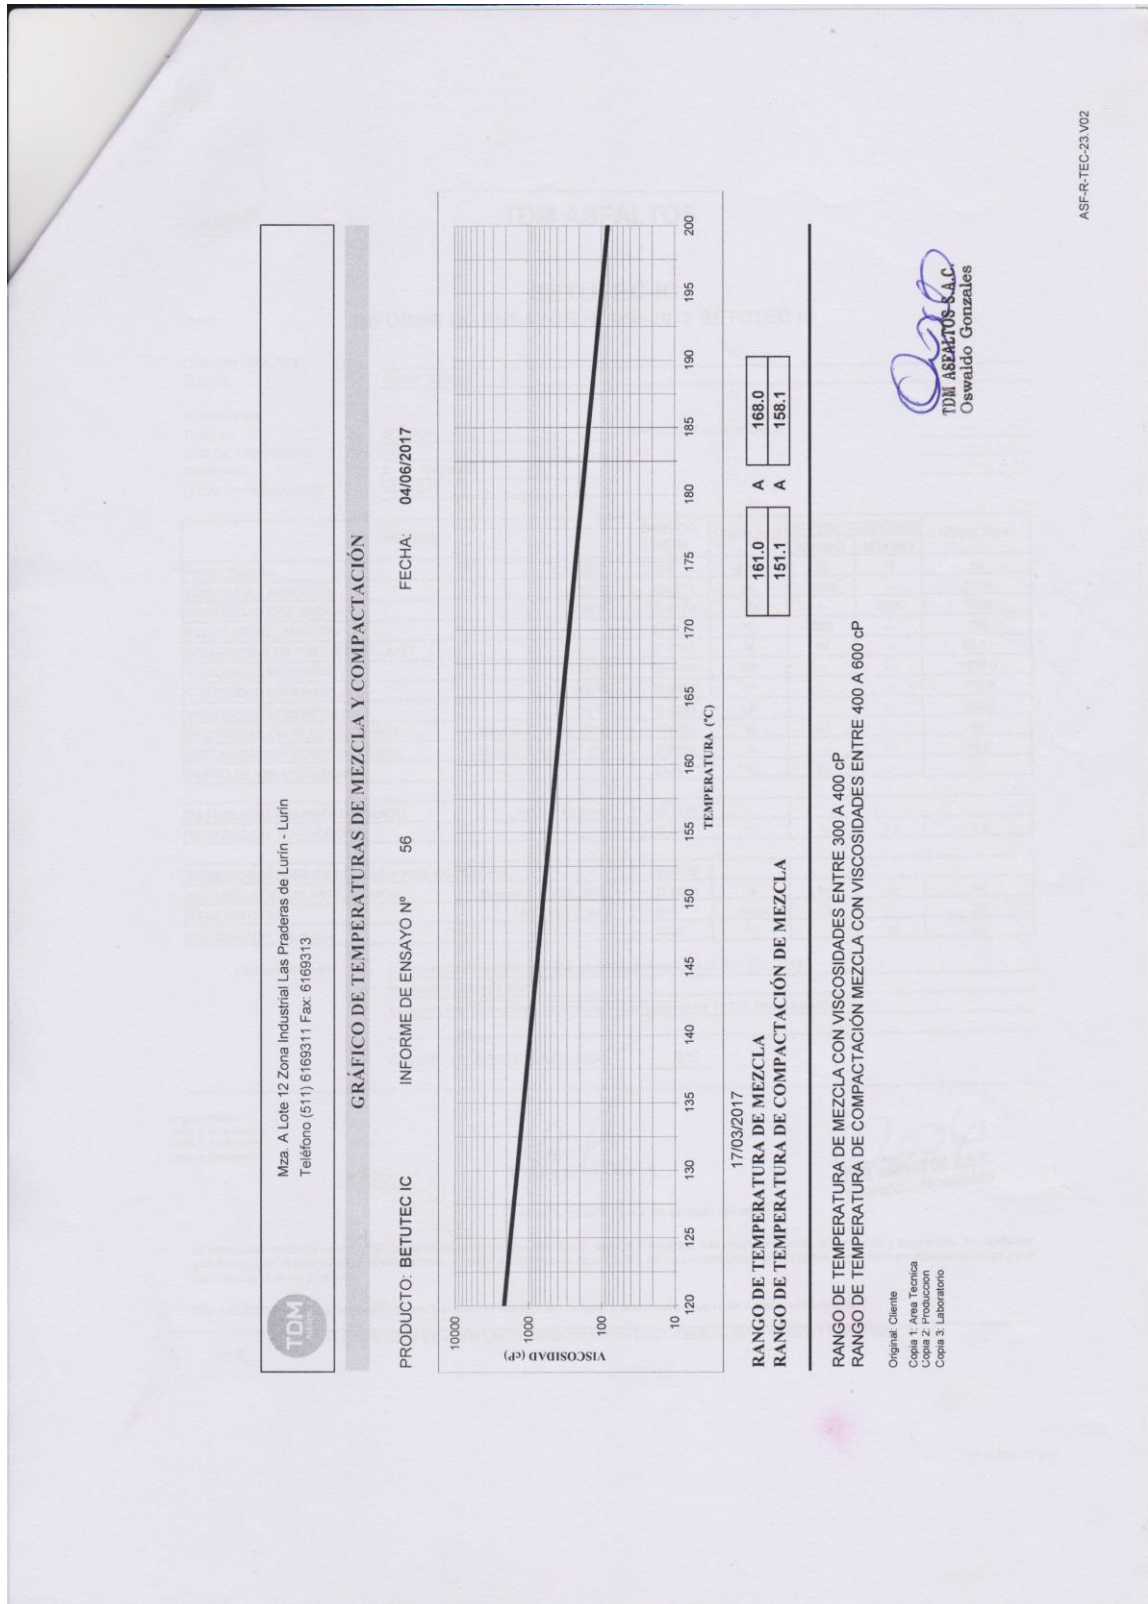 TDM
Mza. A Lote 12 Zona Industrial Las Praderas de Lurin - Lurín
Teléfono (511) 6169311 Fax: 6169313
GRÁFICO DE TEMPERATURAS DE MEZCLA Y COMPACTACIÓN
PRODUCTO: BETUTEC IC INFORME DE ENSAYO Nº 56 FECHA: 04/06/2017
VISCOSIDAD (cP)
10000
1000
100
10
120 125 130 135 140 145 150 155 160 165 170 175 180 185 190 195 200
TEMPERATURA (°C)
17/03/2017
RANGO DE TEMPERATURA DE MEZCLA 161.0 A 168.0
RANGO DE TEMPERATURA DE COMPACTACIÓN DE MEZCLA 151.1 A 158.1
RANGO DE TEMPERATURA DE MEZCLA CON VISCOSIDADES ENTRE 300 A 400 cP
RANGO DE TEMPERATURA DE COMPACTACIÓN MEZCLA CON VISCOSIDADES ENTRE 400 A 600 cP
Original: Cliente
Copia 1: Area Tecnica
Copia 2: Produccion
Copia 3: Laboratorio
TDM ASFALTOS S.A.C.
Oswaldo Gonzales
ASF-R-TEC-23.V02